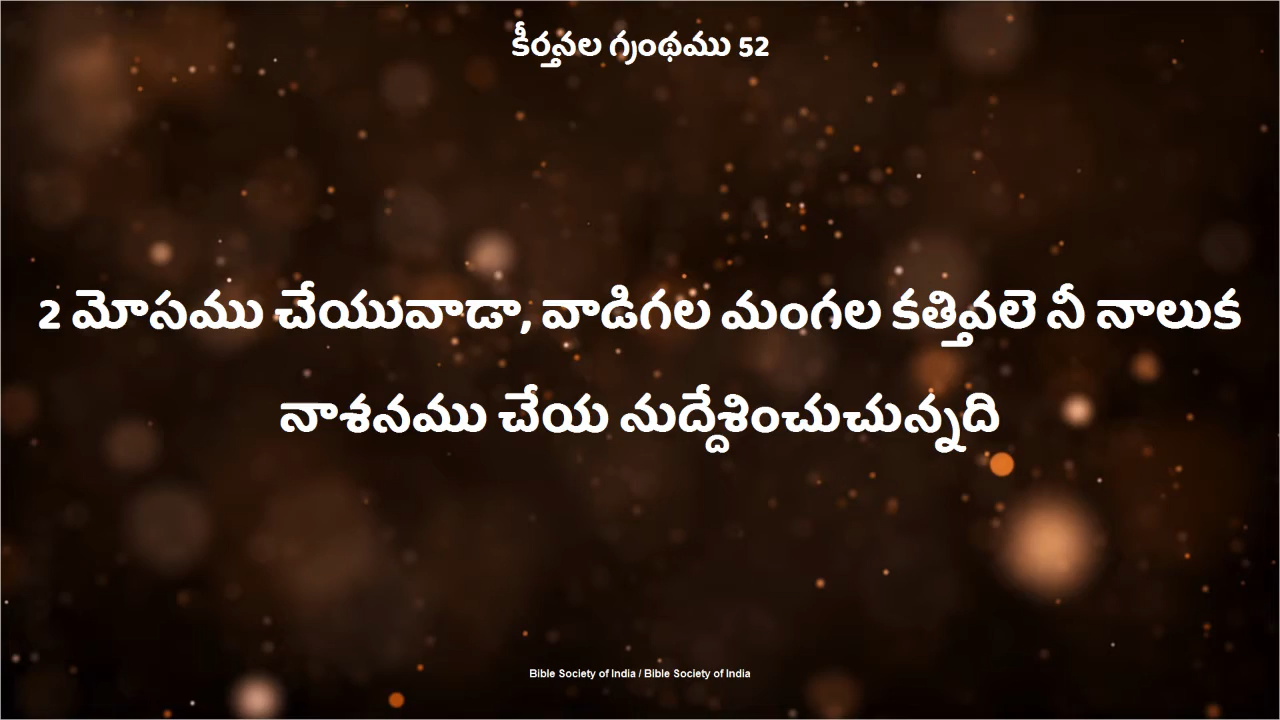 కీర్తనల గ్రంథము 52
2 మోసము చేయువాడా, వాడిగల మంగల కత్తివలె నీ నాలుక
నాశనము చేయ నుద్దేశించుచున్నది
Bible Society of India / Bible Society of India